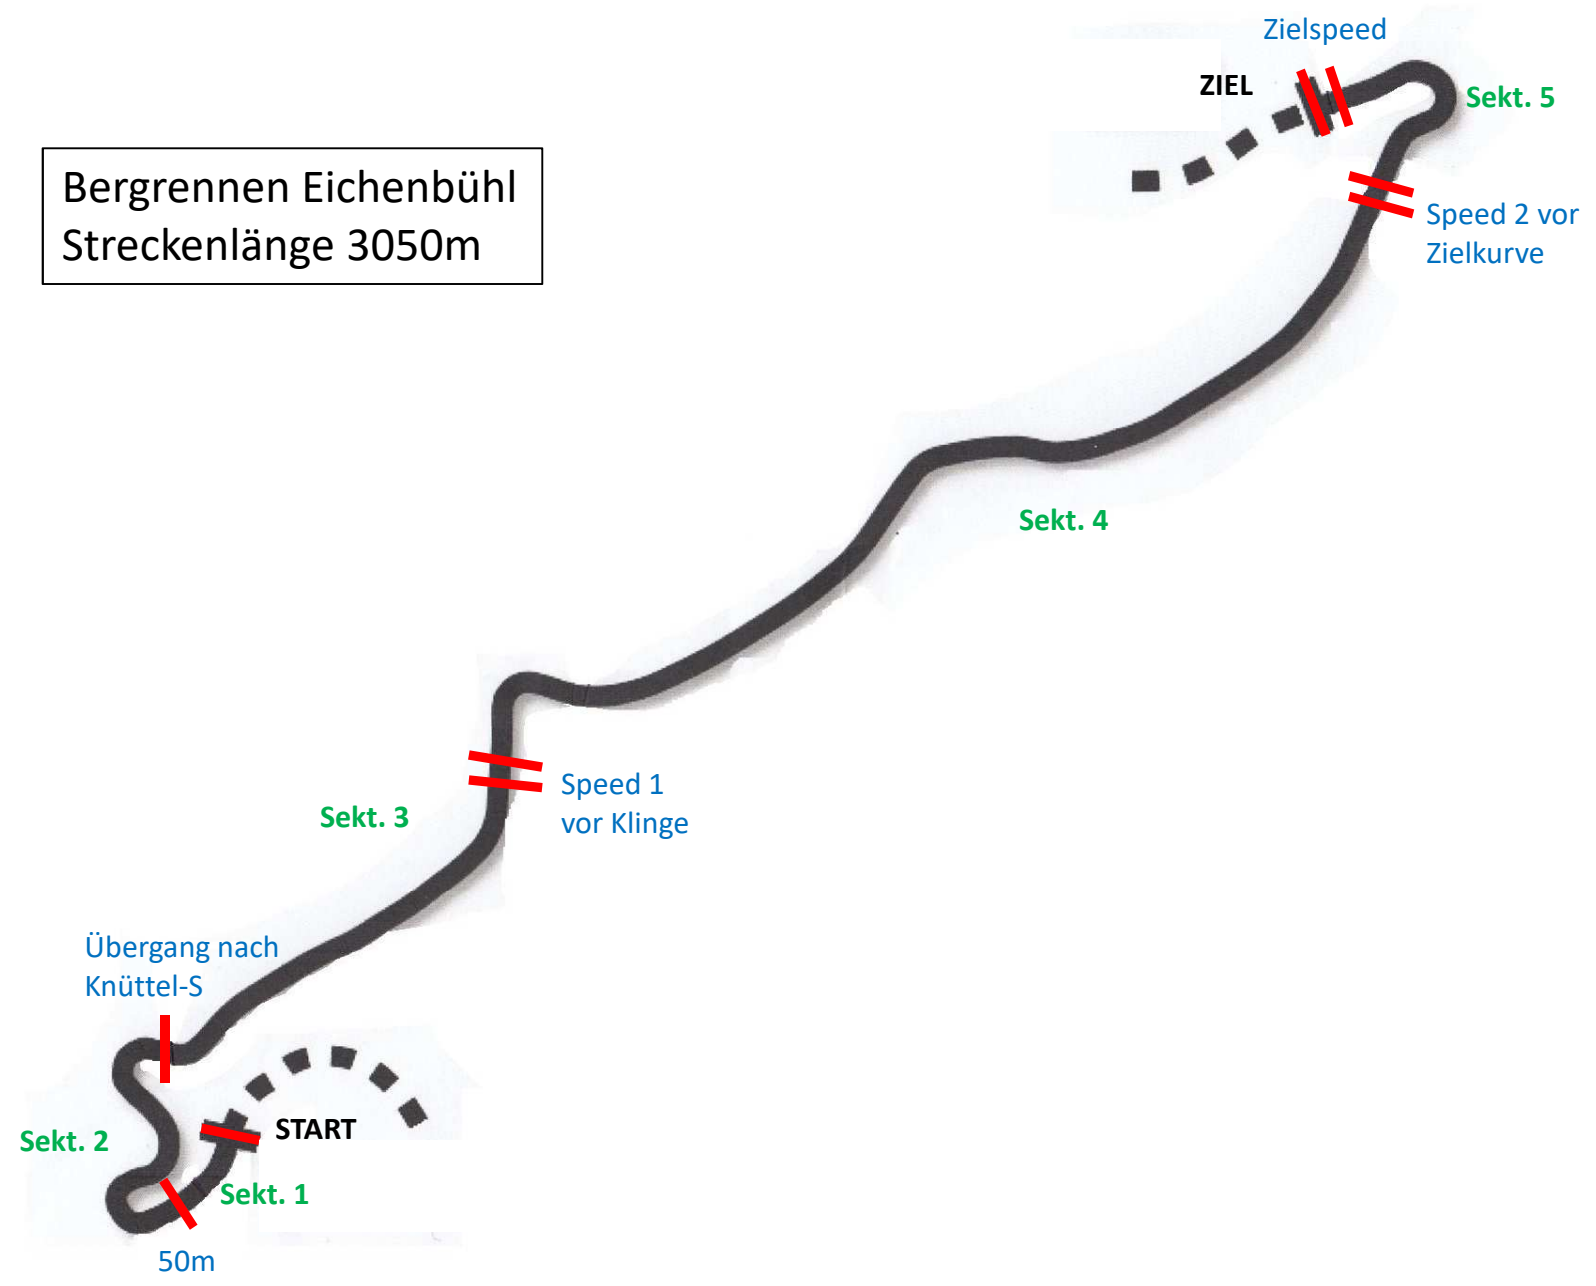 Zielspeed
ZIEL
Sekt. 5
Bergrennen Eichenbühl
Streckenlänge 3050m
Speed 2 vor
Zielkurve
Sekt. 4
Speed 1
vor Klinge
Sekt. 3
Übergang nach
Knüttel-S
START
Sekt. 2
Sekt. 1
50m